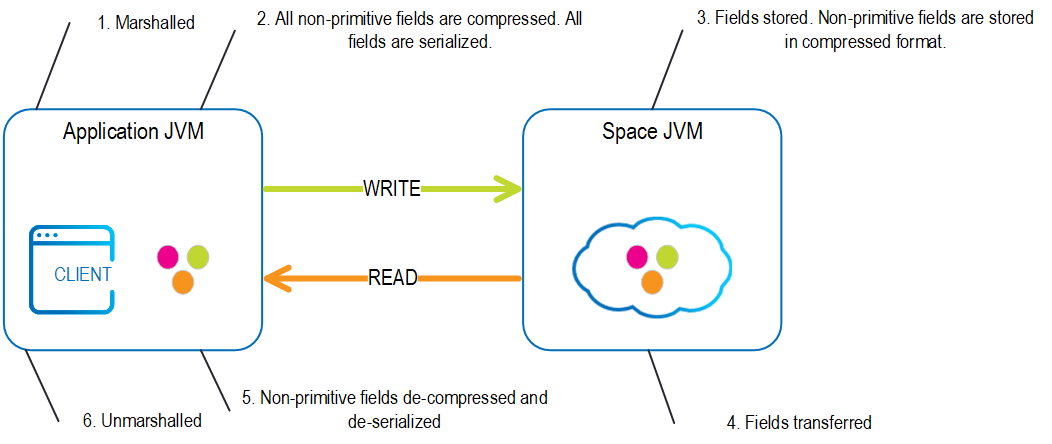 1. Marshalled
2. All non-primitive fields are compressed. All
fields are serialized.
3. Fields stored. Non-primitive fields are stored
in compressed format.
Application JVM
Space JVM
WRITE
CLIENT
READ
5. Non-primitive fields de-compressed and
de-serialized
6. Unmarshalled
4. Fields transferred